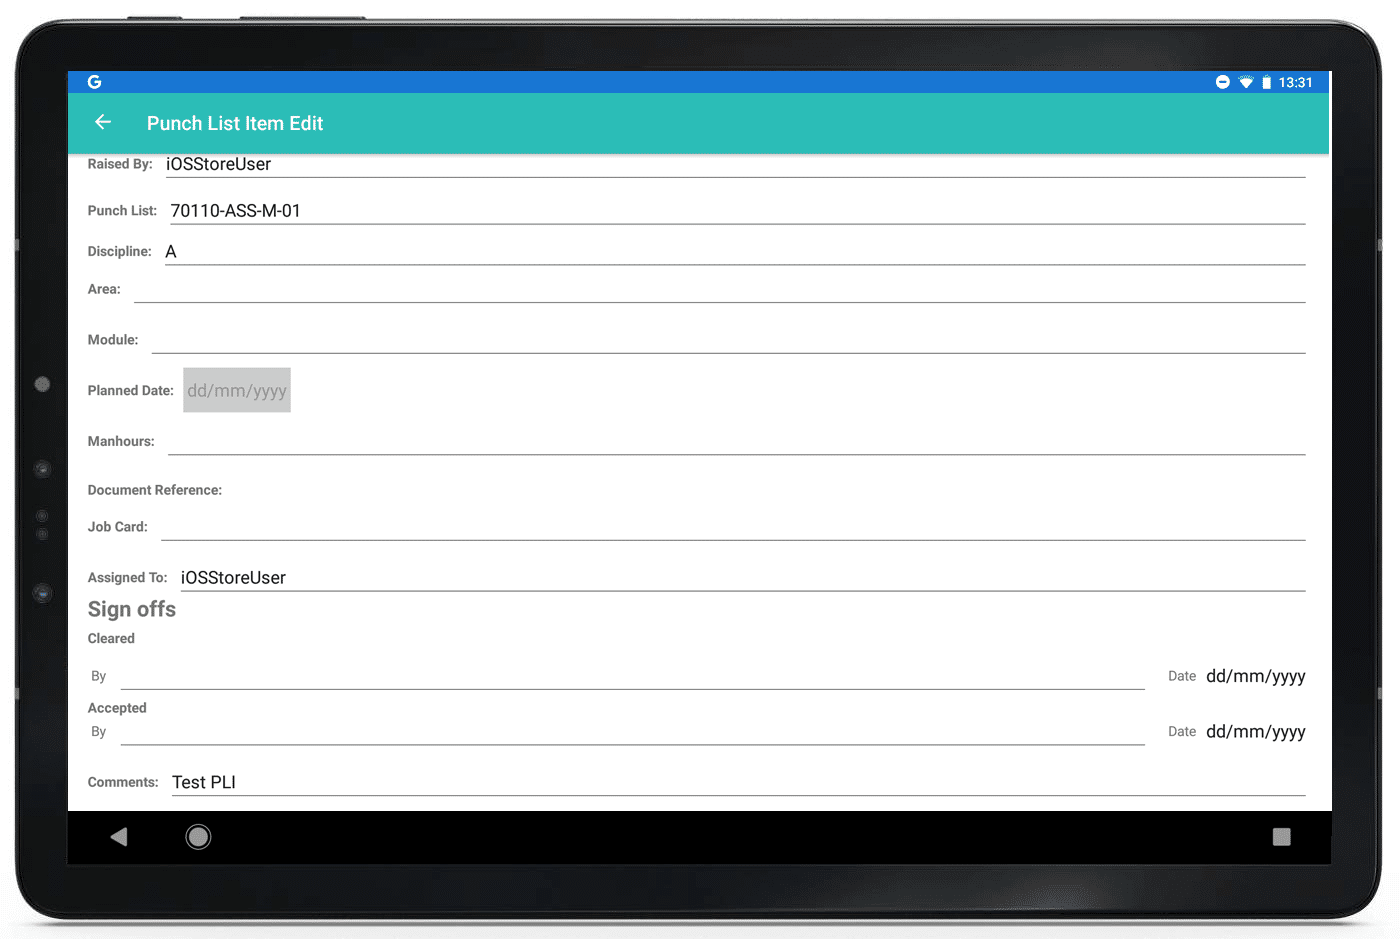 G 13:31
Punch List Item Edit
Raised By: iOSStoreUser
Punch List: 70110-ASS-M-01
Discipline: A
Area:
Module:
Planned Date: dd/mm/yyyy
Manhours:
Document Reference:
Job Card:
Assigned To: iOSStoreUser
Sign offs
Cleared
By Date dd/mm/yyyy
Accepted
By Date dd/mm/yyyy
Comments: Test PLI